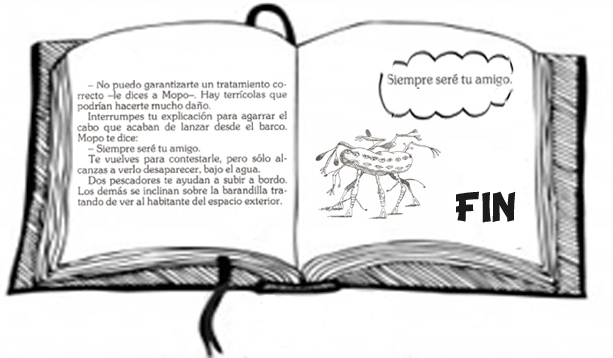 – No puedo garantizarte un tratamiento co-
rrecto –le dices a Mopo–. Hay terrícolas que
podrían hacerte mucho daño.
Interrumpes tu explicación para agarrar el
cabo que acaban de lanzar desde el barco.
Mopo te dice:
– Siempre seré tu amigo.
Te vuelves para contestarle, pero sólo al-
canzas a verlo desaparecer, bajo el agua.
Dos pescadores te ayudan a subir a bordo.
Los demás se inclinan sobre la barandilla tra-
tando de ver al habitante del espacio exterior.
Siempre seré tu amigo.
FIN